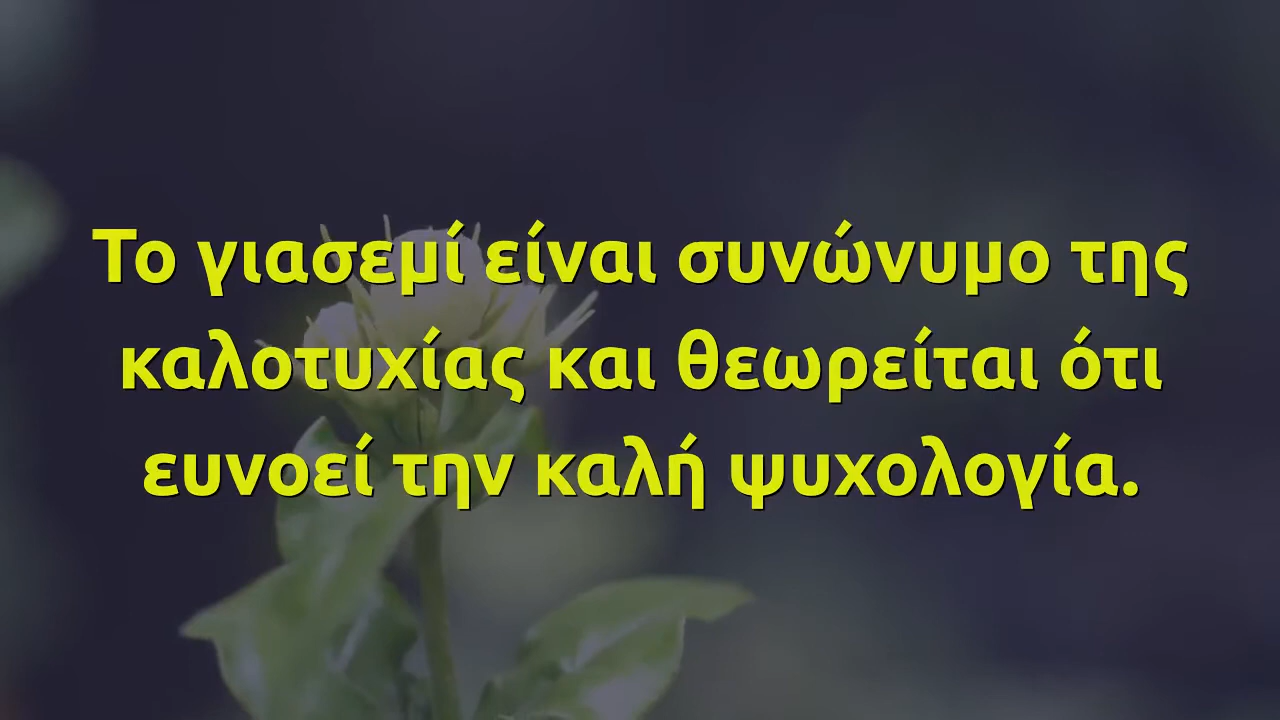 Το γιασεμί είναι συνώνυμο της
καλοτυχίας και θεωρείται ότι
ευνοεί την καλή ψυχολογία.